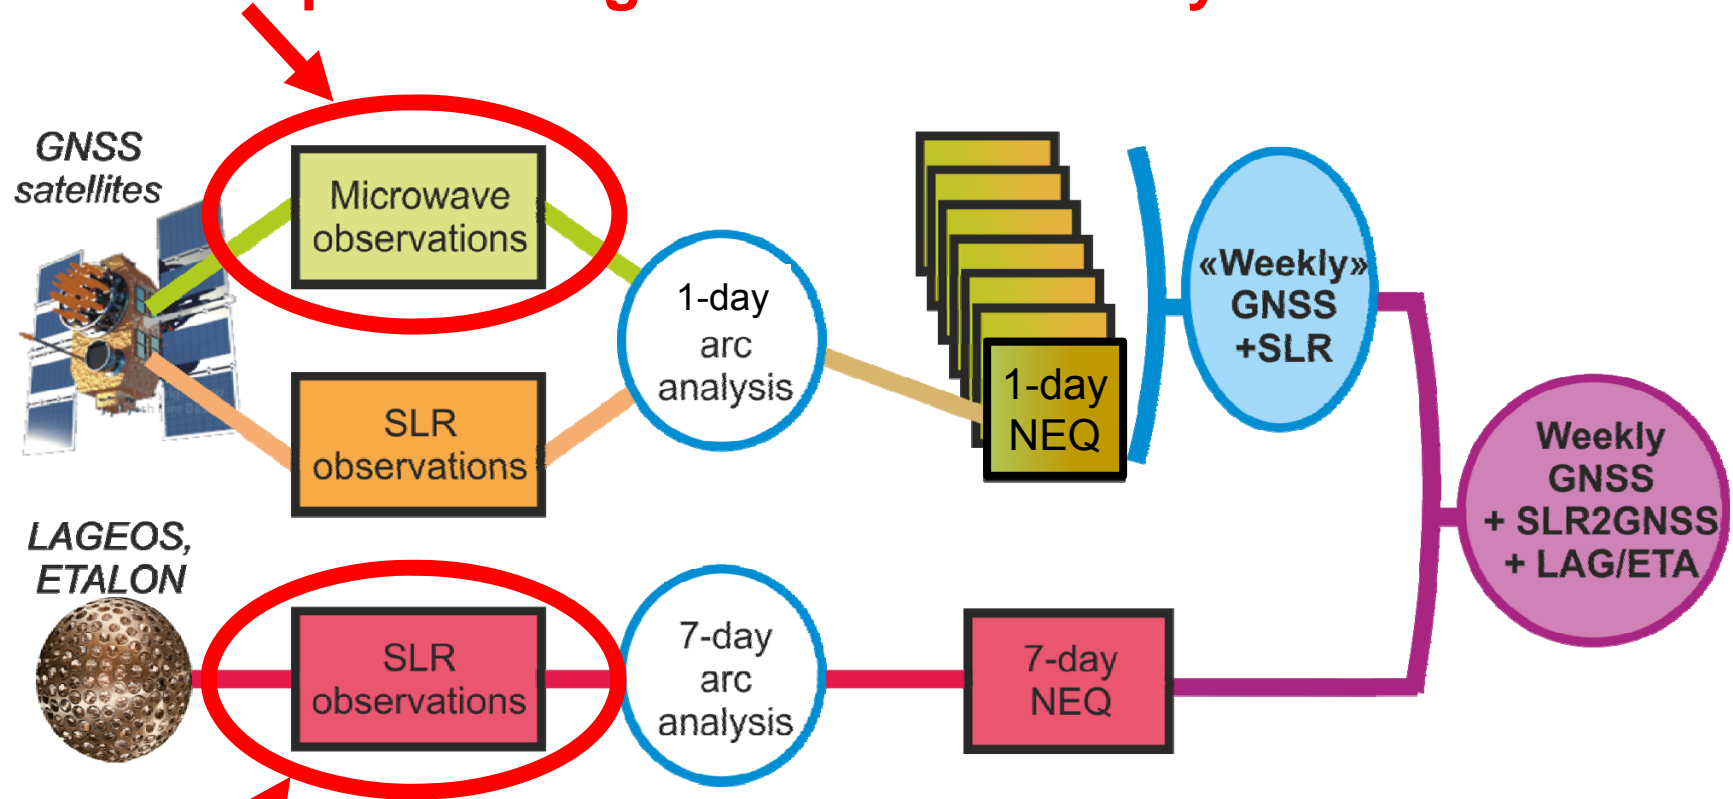 GNSS
satellites
Microwave
observations
SLR
observations
1-day
arc
analysis
1-day
NEQ
«Weekly»
GNSS
+SLR
LAGEOS,
ETALON
SLR
observations
7-day
arc
analysis
7-day
NEQ
Weekly
GNSS
+ SLR2GNSS
+ LAG/ETA